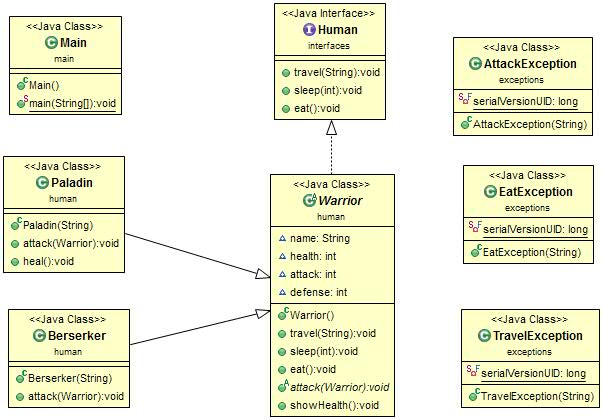 <<Java Class>>
Main
main
Main()
main(String[]):void
<<Java Interface>>
Human
interfaces
travel(String):void
sleep(int):void
eat():void
<<Java Class>>
AttackException
exceptions
serialVersionUID: long
AttackException(String)
<<Java Class>>
Paladin
human
Paladin(String)
attack(Warrior):void
heal():void
<<Java Class>>
Warrior
human
name: String
health: int
attack: int
defense: int
Warrior()
travel(String):void
sleep(int):void
eat():void
attack(Warrior):void
showHealth():void
<<Java Class>>
EatException
exceptions
serialVersionUID: long
EatException(String)
<<Java Class>>
Berserker
human
Berserker(String)
attack(Warrior):void
<<Java Class>>
TravelException
exceptions
serialVersionUID: long
TravelException(String)